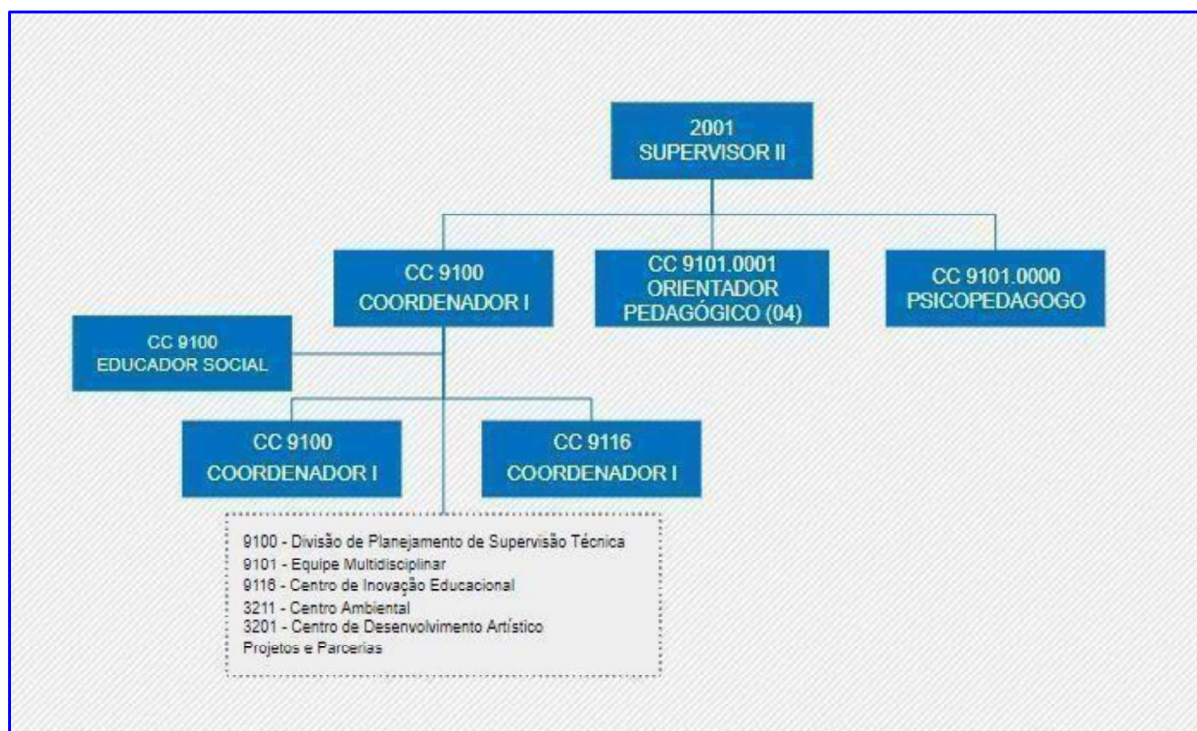 2001
SUPERVISOR II
CC 9100
COORDENADOR I
CC 9101.0001
ORIENTADOR
PEDAGÓGICO (04)
CC 9101.0000
PSICOPEDAGOGO
CC 9100
EDUCADOR SOCIAL
CC 9100
COORDENADOR I
CC 9116
COORDENADOR I
9100 - Divisão de Planejamento de Supervisão Técnica
9101 - Equipe Multidisciplinar
9116 - Centro de Inovação Educacional
3211 - Centro Ambiental
3201 - Centro de Desenvolvimento Artístico
Projetos e Parcerias